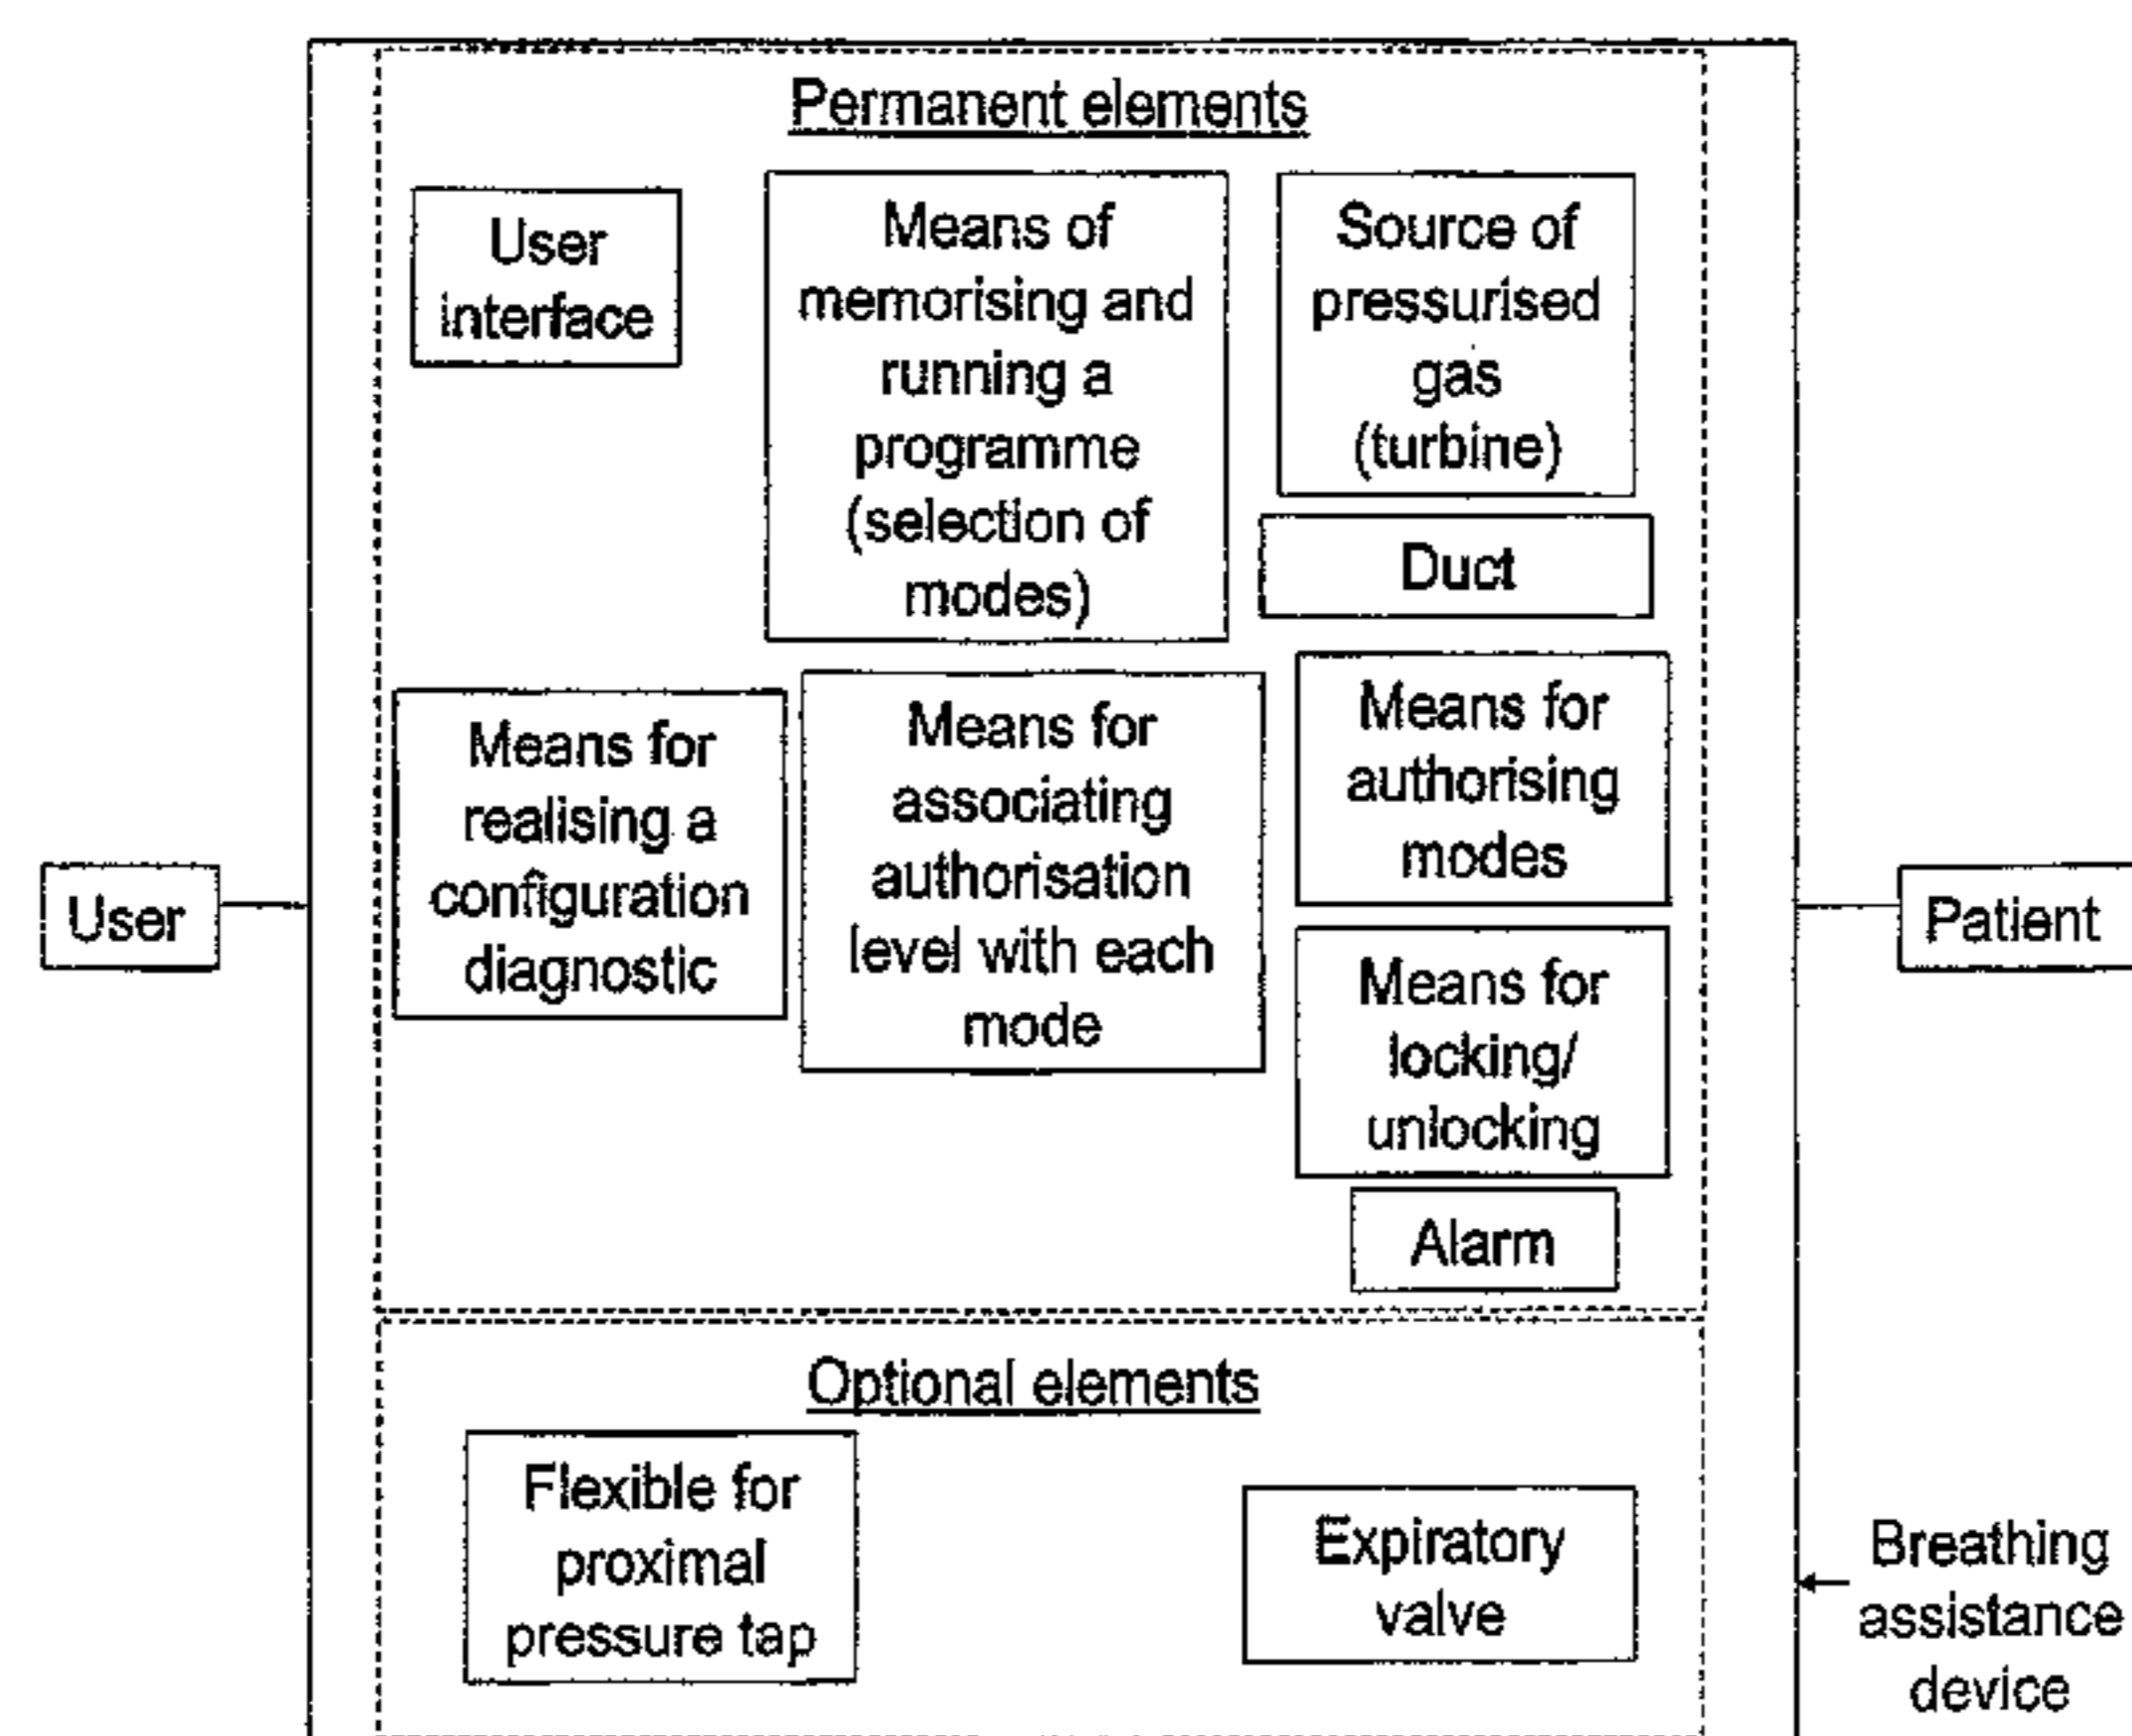 Permanent elements
User
interface
Means of
memorising and
running a
programme
(selection of
modes)
Source of
pressurised
gas
(turbine)
Duct
Means for
realising a
configuration
diagnostic
Means for
associating
authorisation
level with each
mode
Means for
authorising
modes
Means for
locking/
unlocking
Alarm
User
Patient
Optional elements
Flexible for
proximal
pressure tap
Expiratory
valve
Breathing
assistance
device